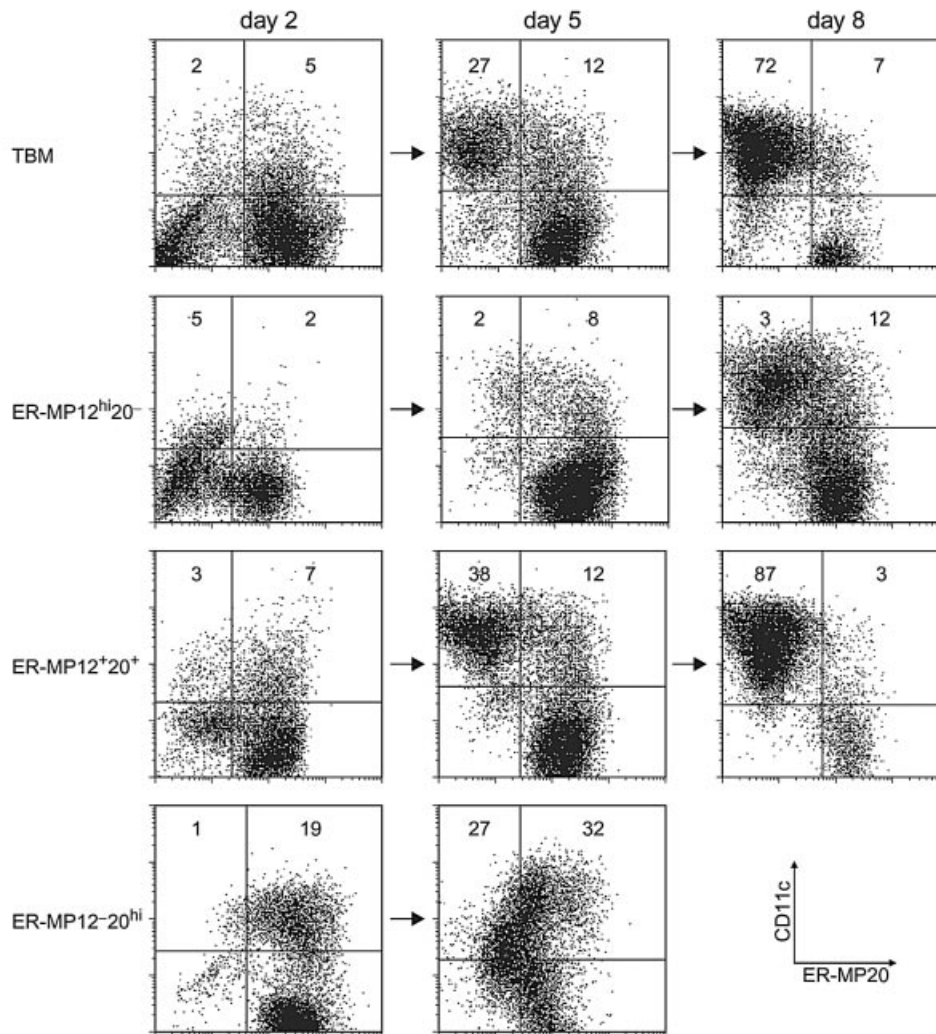 day 2 day 5 day 8
2 5 27 12 72 7
TBM
5 2 2 8 3 12
ER-MP12hi20–
3 7 38 12 87 3
ER-MP12+20+
1 19 27 32
ER-MP12–20hi
CD11c
ER-MP20